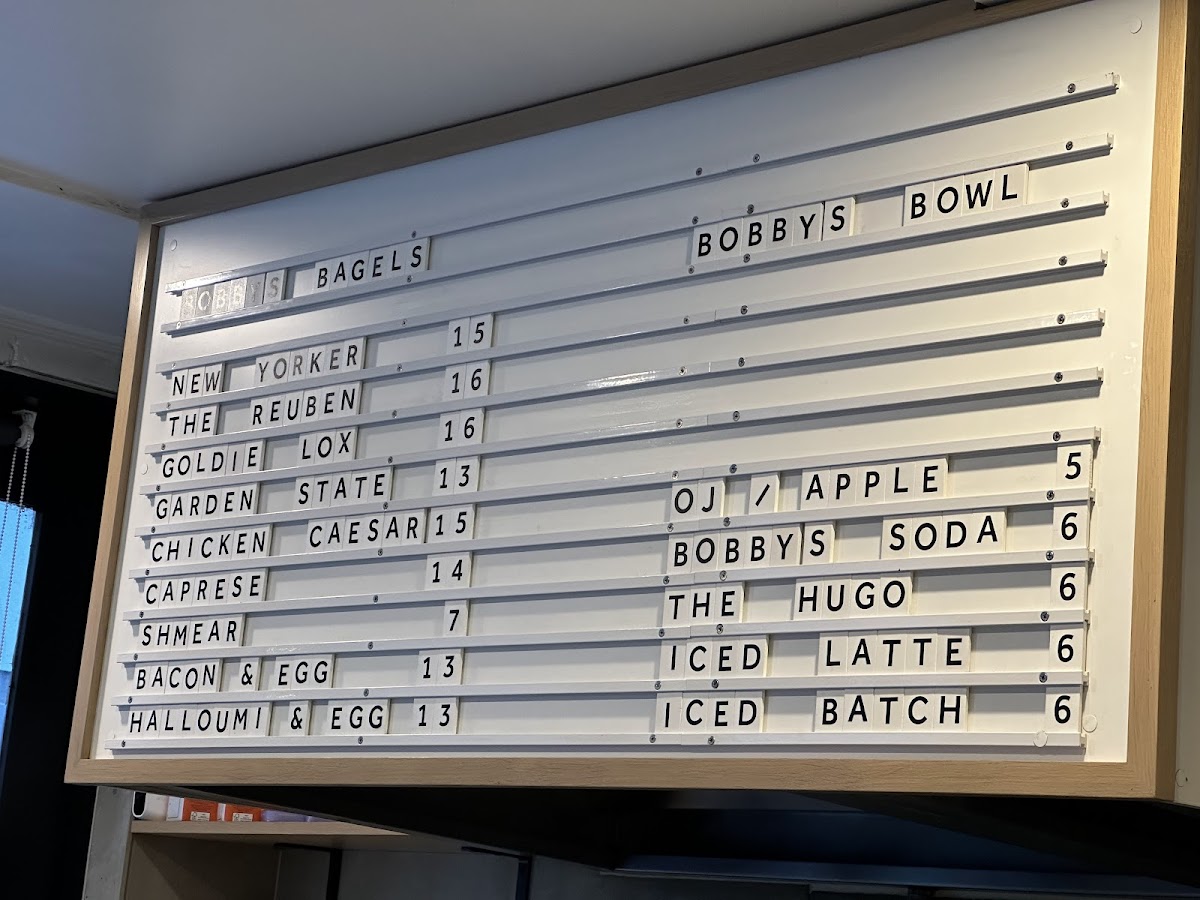 BOBBYS BAGELS
NEW YORKER 15
THE REUBEN 16
GOLDIE LOX 16
GARDEN STATE 13
CHICKEN CAESAR 15
CAPRESE 14
SHMEAR 7
BACON & EGG 13
HALLOUMI & EGG 13
BOBBYS BOWL
OJ / APPLE 5
BOBBYS SODA 6
THE HUGO 6
ICED LATTE 6
ICED BATCH 6